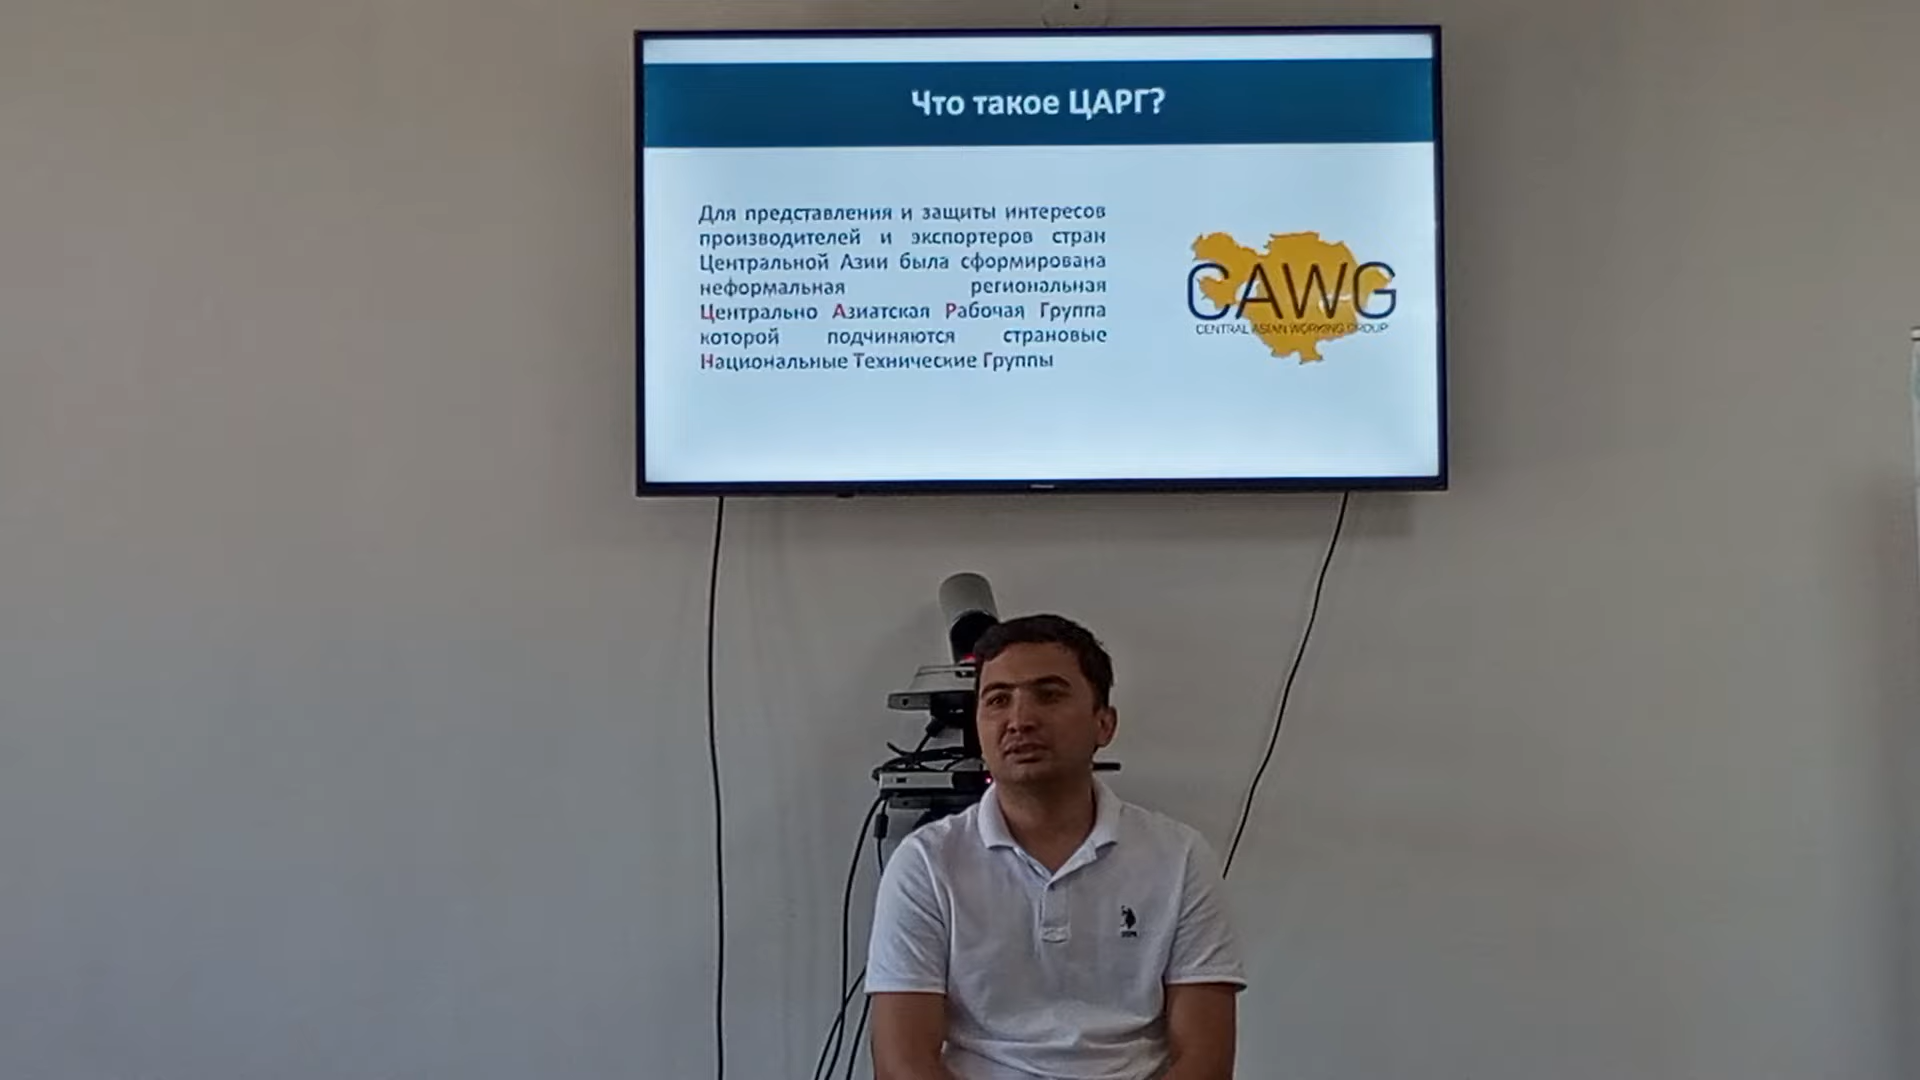 Что такое ЦАРГ?
Для представления и защиты интересов
производителей и экспортеров стран
Центральной Азии была сформирована
неформальная региональная
Центрально Азиатская Рабочая Группа
которой подчиняются страновые
Национальные Технические Группы
CAWG
CENTRAL ASIAN WORKING GROUP